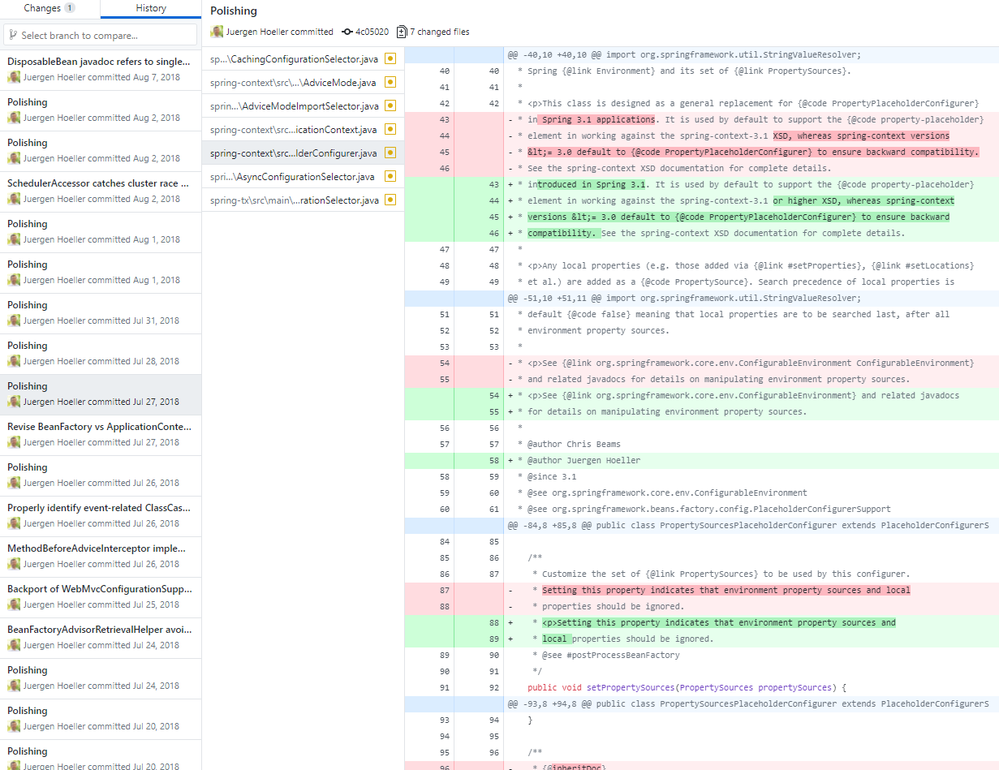 Changes 1
History
Select branch to compare...
DisposableBean javadoc refers to single...
Juergen Hoeller committed Aug 7, 2018
Polishing
Juergen Hoeller committed Aug 2, 2018
Polishing
Juergen Hoeller committed Aug 2, 2018
SchedulerAccessor catches cluster race ...
Juergen Hoeller committed Aug 2, 2018
Polishing
Juergen Hoeller committed Aug 1, 2018
Polishing
Juergen Hoeller committed Aug 1, 2018
Polishing
Juergen Hoeller committed Jul 31, 2018
Polishing
Juergen Hoeller committed Jul 28, 2018
Polishing
Juergen Hoeller committed Jul 27, 2018
Revise BeanFactory vs ApplicationConte...
Juergen Hoeller committed Jul 27, 2018
Polishing
Juergen Hoeller committed Jul 26, 2018
Properly identify event-related ClassCas...
Juergen Hoeller committed Jul 26, 2018
MethodBeforeAdviceInterceptor imple...
Juergen Hoeller committed Jul 26, 2018
Backport of WebMvcConfigurationSupp...
Juergen Hoeller committed Jul 25, 2018
BeanFactoryAdvisorRetrievalHelper avoi...
Juergen Hoeller committed Jul 24, 2018
Polishing
Juergen Hoeller committed Jul 24, 2018
Polishing
Juergen Hoeller committed Jul 20, 2018
Polishing
Juergen Hoeller committed Jul 20, 2018
Polishing
Juergen Hoeller committed 4c05020 7 changed files
sp...\CachingConfigurationSelector.java
spring-context\src\...\AdviceMode.java
sprin...\AdviceModeImportSelector.java
spring-context\src...icationContext.java
spring-context\src...lderConfigurer.java
spri...\AsyncConfigurationSelector.java
spring-tx\src\main\...rationSelector.java
@@ -40,10 +40,10 @@ import org.springframework.util.StringValueResolver;
40 40 * Spring {@link Environment} and its set of {@link PropertySources}.
41 41 *
42 42 * <p>This class is designed as a general replacement for {@code PropertyPlaceholderConfigurer}
43 - * in Spring 3.1 applications. It is used by default to support the {@code property-placeholder}
44 - * element in working against the spring-context-3.1 XSD, whereas spring-context versions
45 - * &lt;= 3.0 default to {@code PropertyPlaceholderConfigurer} to ensure backward compatibility.
46 - * See the spring-context XSD documentation for complete details.
43 + * introduced in Spring 3.1. It is used by default to support the {@code property-placeholder}
44 + * element in working against the spring-context-3.1 or higher XSD, whereas spring-context
45 + * versions &lt;= 3.0 default to {@code PropertyPlaceholderConfigurer} to ensure backward
46 + * compatibility. See the spring-context XSD documentation for complete details.
47 47 *
48 48 * <p>Any local properties (e.g. those added via {@link #setProperties}, {@link #setLocations}
49 49 * et al.) are added as a {@code PropertySource}. Search precedence of local properties is
@@ -51,10 +51,11 @@ import org.springframework.util.StringValueResolver;
51 51 * default {@code false} meaning that local properties are to be searched last, after all
52 52 * environment property sources.
53 53 *
54 - * <p>See {@link org.springframework.core.env.ConfigurableEnvironment ConfigurableEnvironment}
55 - * and related javadocs for details on manipulating environment property sources.
54 + * <p>See {@link org.springframework.core.env.ConfigurableEnvironment} and related javadocs
55 + * for details on manipulating environment property sources.
56 56 *
57 57 * @author Chris Beams
58 + * @author Juergen Hoeller
58 59 * @since 3.1
59 60 * @see org.springframework.core.env.ConfigurableEnvironment
60 61 * @see org.springframework.beans.factory.config.PlaceholderConfigurerSupport
@@ -84,8 +85,8 @@ public class PropertySourcesPlaceholderConfigurer extends PlaceholderConfigurerS
84 85
85 86 /**
86 87 * Customize the set of {@link PropertySources} to be used by this configurer.
87 - * Setting this property indicates that environment property sources and local
88 - * properties should be ignored.
88 + * <p>Setting this property indicates that environment property sources and
89 + * local properties should be ignored.
89 90 * @see #postProcessBeanFactory
90 91 */
91 92 public void setPropertySources(PropertySources propertySources) {
@@ -93,8 +94,8 @@ public class PropertySourcesPlaceholderConfigurer extends PlaceholderConfigurerS
93 94 }
94 95
95 96 /**
96 - * {@inheritDoc}